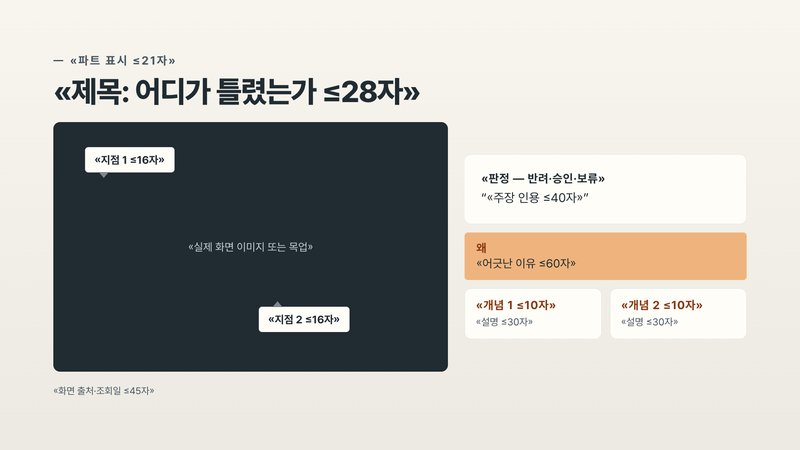 — «파트 표시 ≤21자»
«제목: 어디가 틀렸는가 ≤28자»
«지점 1 ≤16자»
«실제 화면 이미지 또는 목업»
«지점 2 ≤16자»
«화면 출처·조회일 ≤45자»
«판정 — 반려·승인·보류»
“«주장 인용 ≤40자»”
왜
«어긋난 이유 ≤60자»
«개념 1 ≤10자»
«설명 ≤30자»
«개념 2 ≤10자»
«설명 ≤30자»